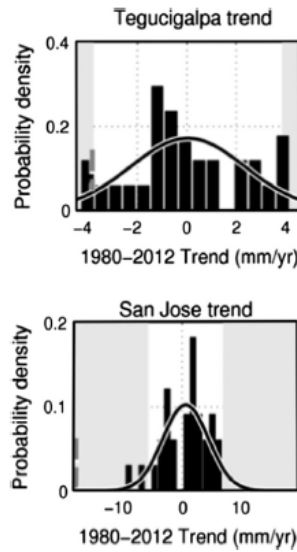 Tegucigalpa trend
Probability density
0.4
0.2
0
-4
-2
0
2
4
1980-2012 Trend (mm/yr)
San Jose trend
Probability density
0.2
0.1
0
-10
0
10
1980-2012 Trend (mm/yr)